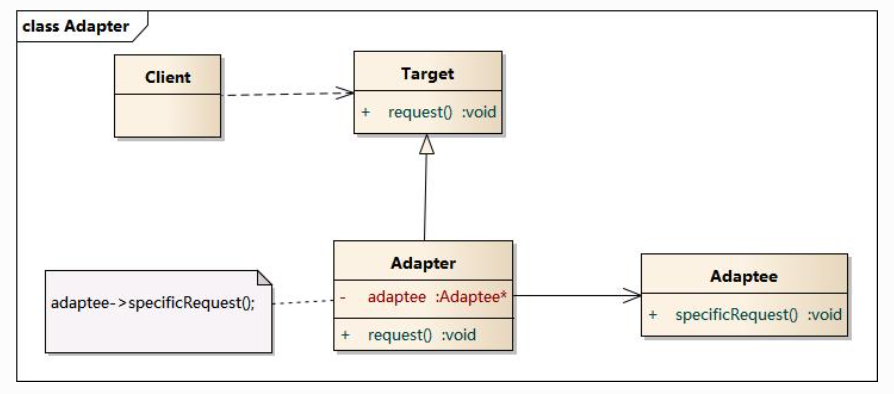 class Adapter
Client
Target
+ request() :void
Adapter
- adaptee :Adaptee*
+ request() :void
adaptee->specificRequest();
Adaptee
+ specificRequest() :void